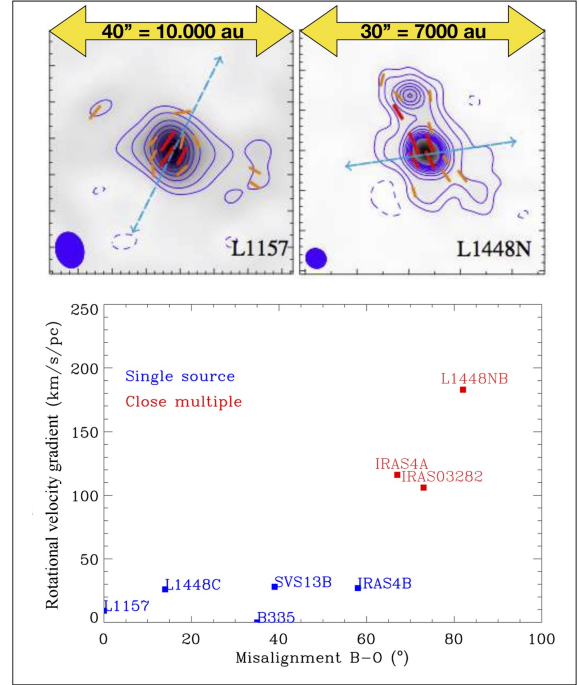 40” = 10.000 au
30” = 7000 au
L1157
L1448N
Rotational velocity gradient (km/s/pc)
250
200
150
100
50
0
Single source
Close multiple
L1448NB
IRAS4A
IRAS03282
L1157
L1448C
SVS13B
IRAS4B
B335
0
20
40
60
80
100
Misalignment B-O (°)